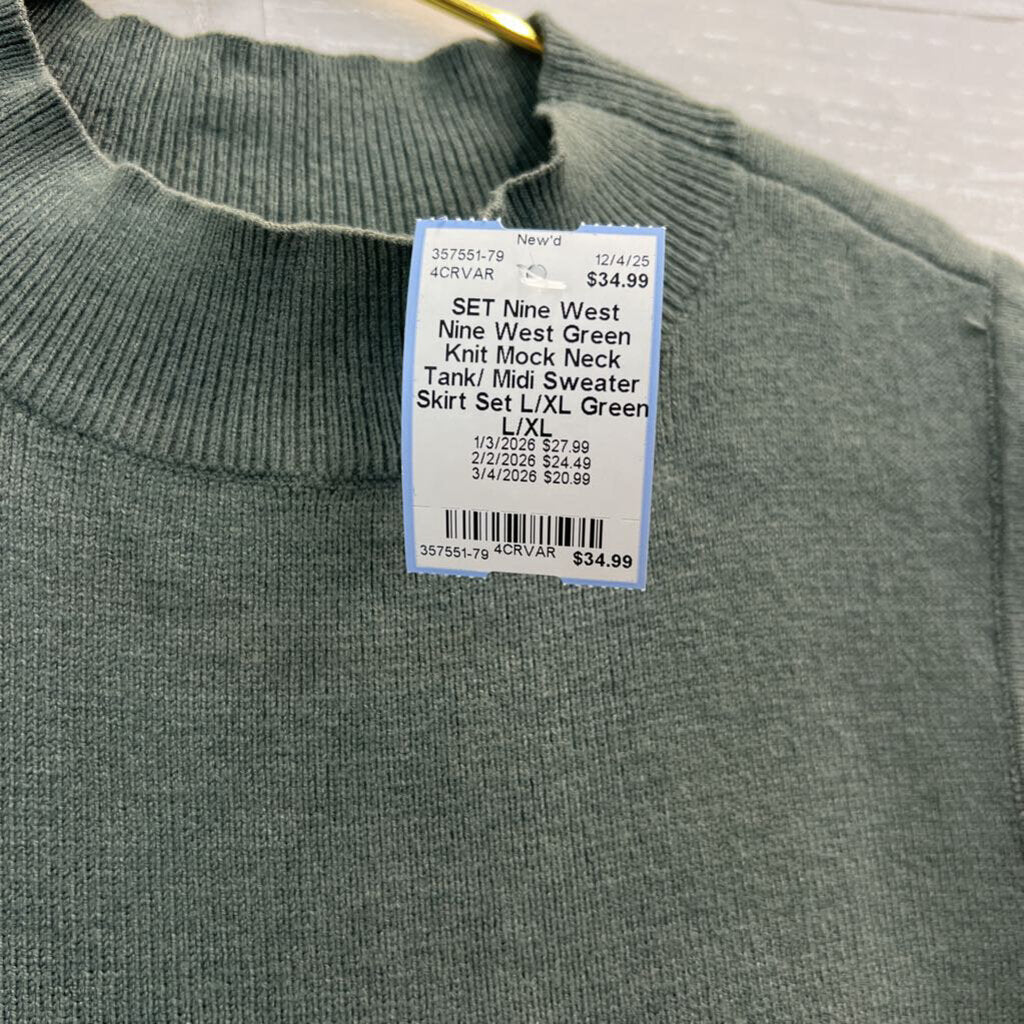 New'd
357551-79 12/4/25
4CRVAR $34.99
SET Nine West
Nine West Green
Knit Mock Neck
Tank/ Midi Sweater
Skirt Set L/XL Green
L/XL
1/3/2026 $27.99
2/2/2026 $24.49
3/4/2026 $20.99
357551-79 4CRVAR $34.99